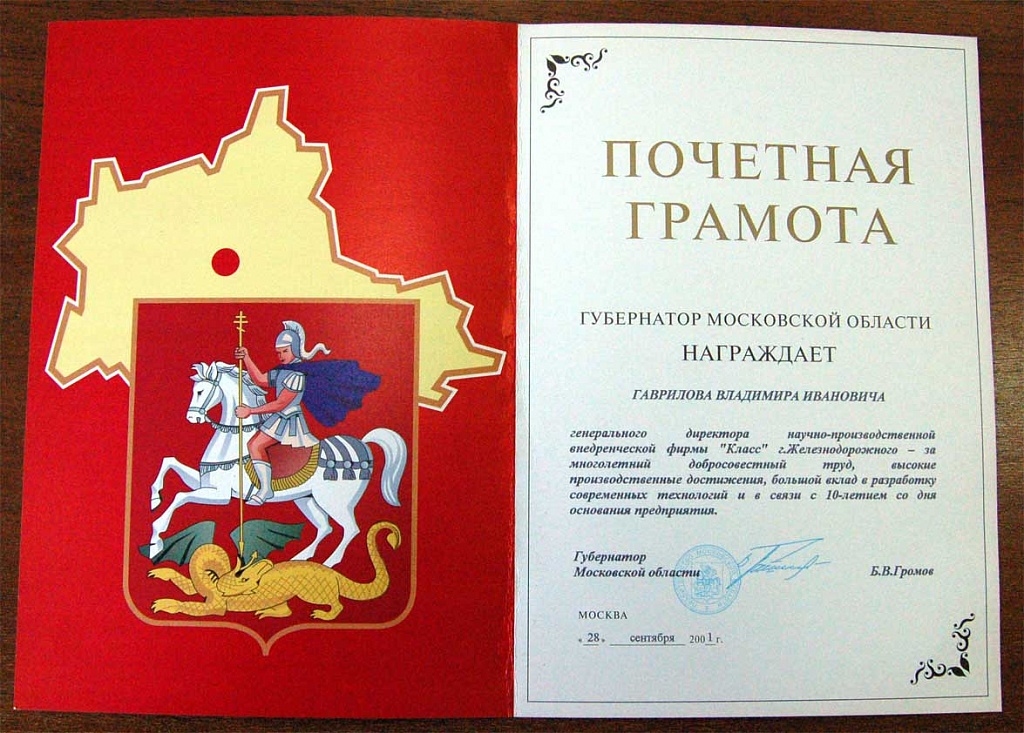 ПОЧЕТНАЯ
ГРАМОТА
ГУБЕРНАТОР МОСКОВСКОЙ ОБЛАСТИ
НАГРАЖДАЕТ
ГАВРИЛОВА ВЛАДИМИРА ИВАНОВИЧА
генерального директора научно-производственной
внедренческой фирмы "Класс" г.Железнодорожного – за
многолетний добросовестный труд, высокие
производственные достижения, большой вклад в разработку
современных технологий и в связи с 10-летием со дня
основания предприятия.
Губернатор
Московской области Б.В.Громов
МОСКВА
« 28 » сентября 2001 г.